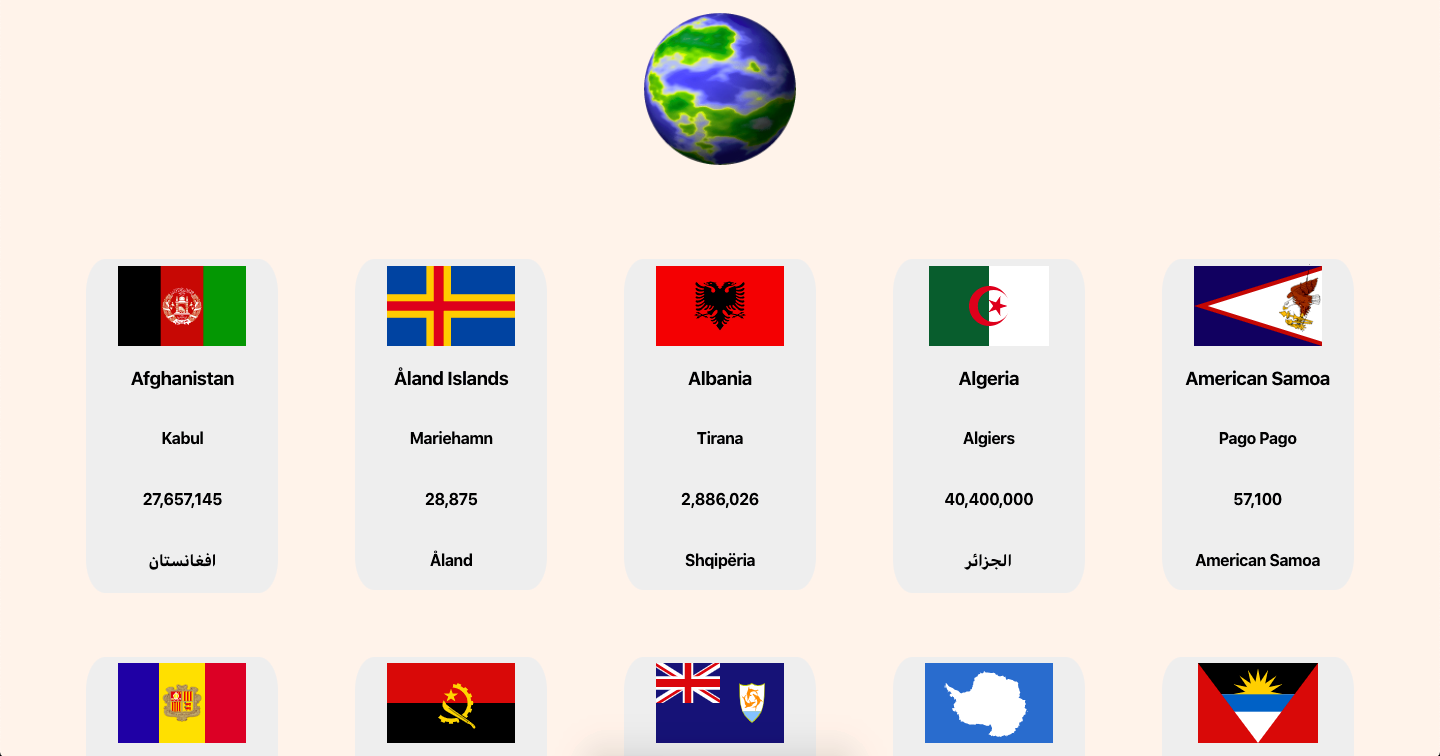 Afghanistan
Kabul
27,657,145
افغانستان
Åland Islands
Mariehamn
28,875
Åland
Albania
Tirana
2,886,026
Shqipëria
Algeria
Algiers
40,400,000
الجزائر
American Samoa
Pago Pago
57,100
American Samoa